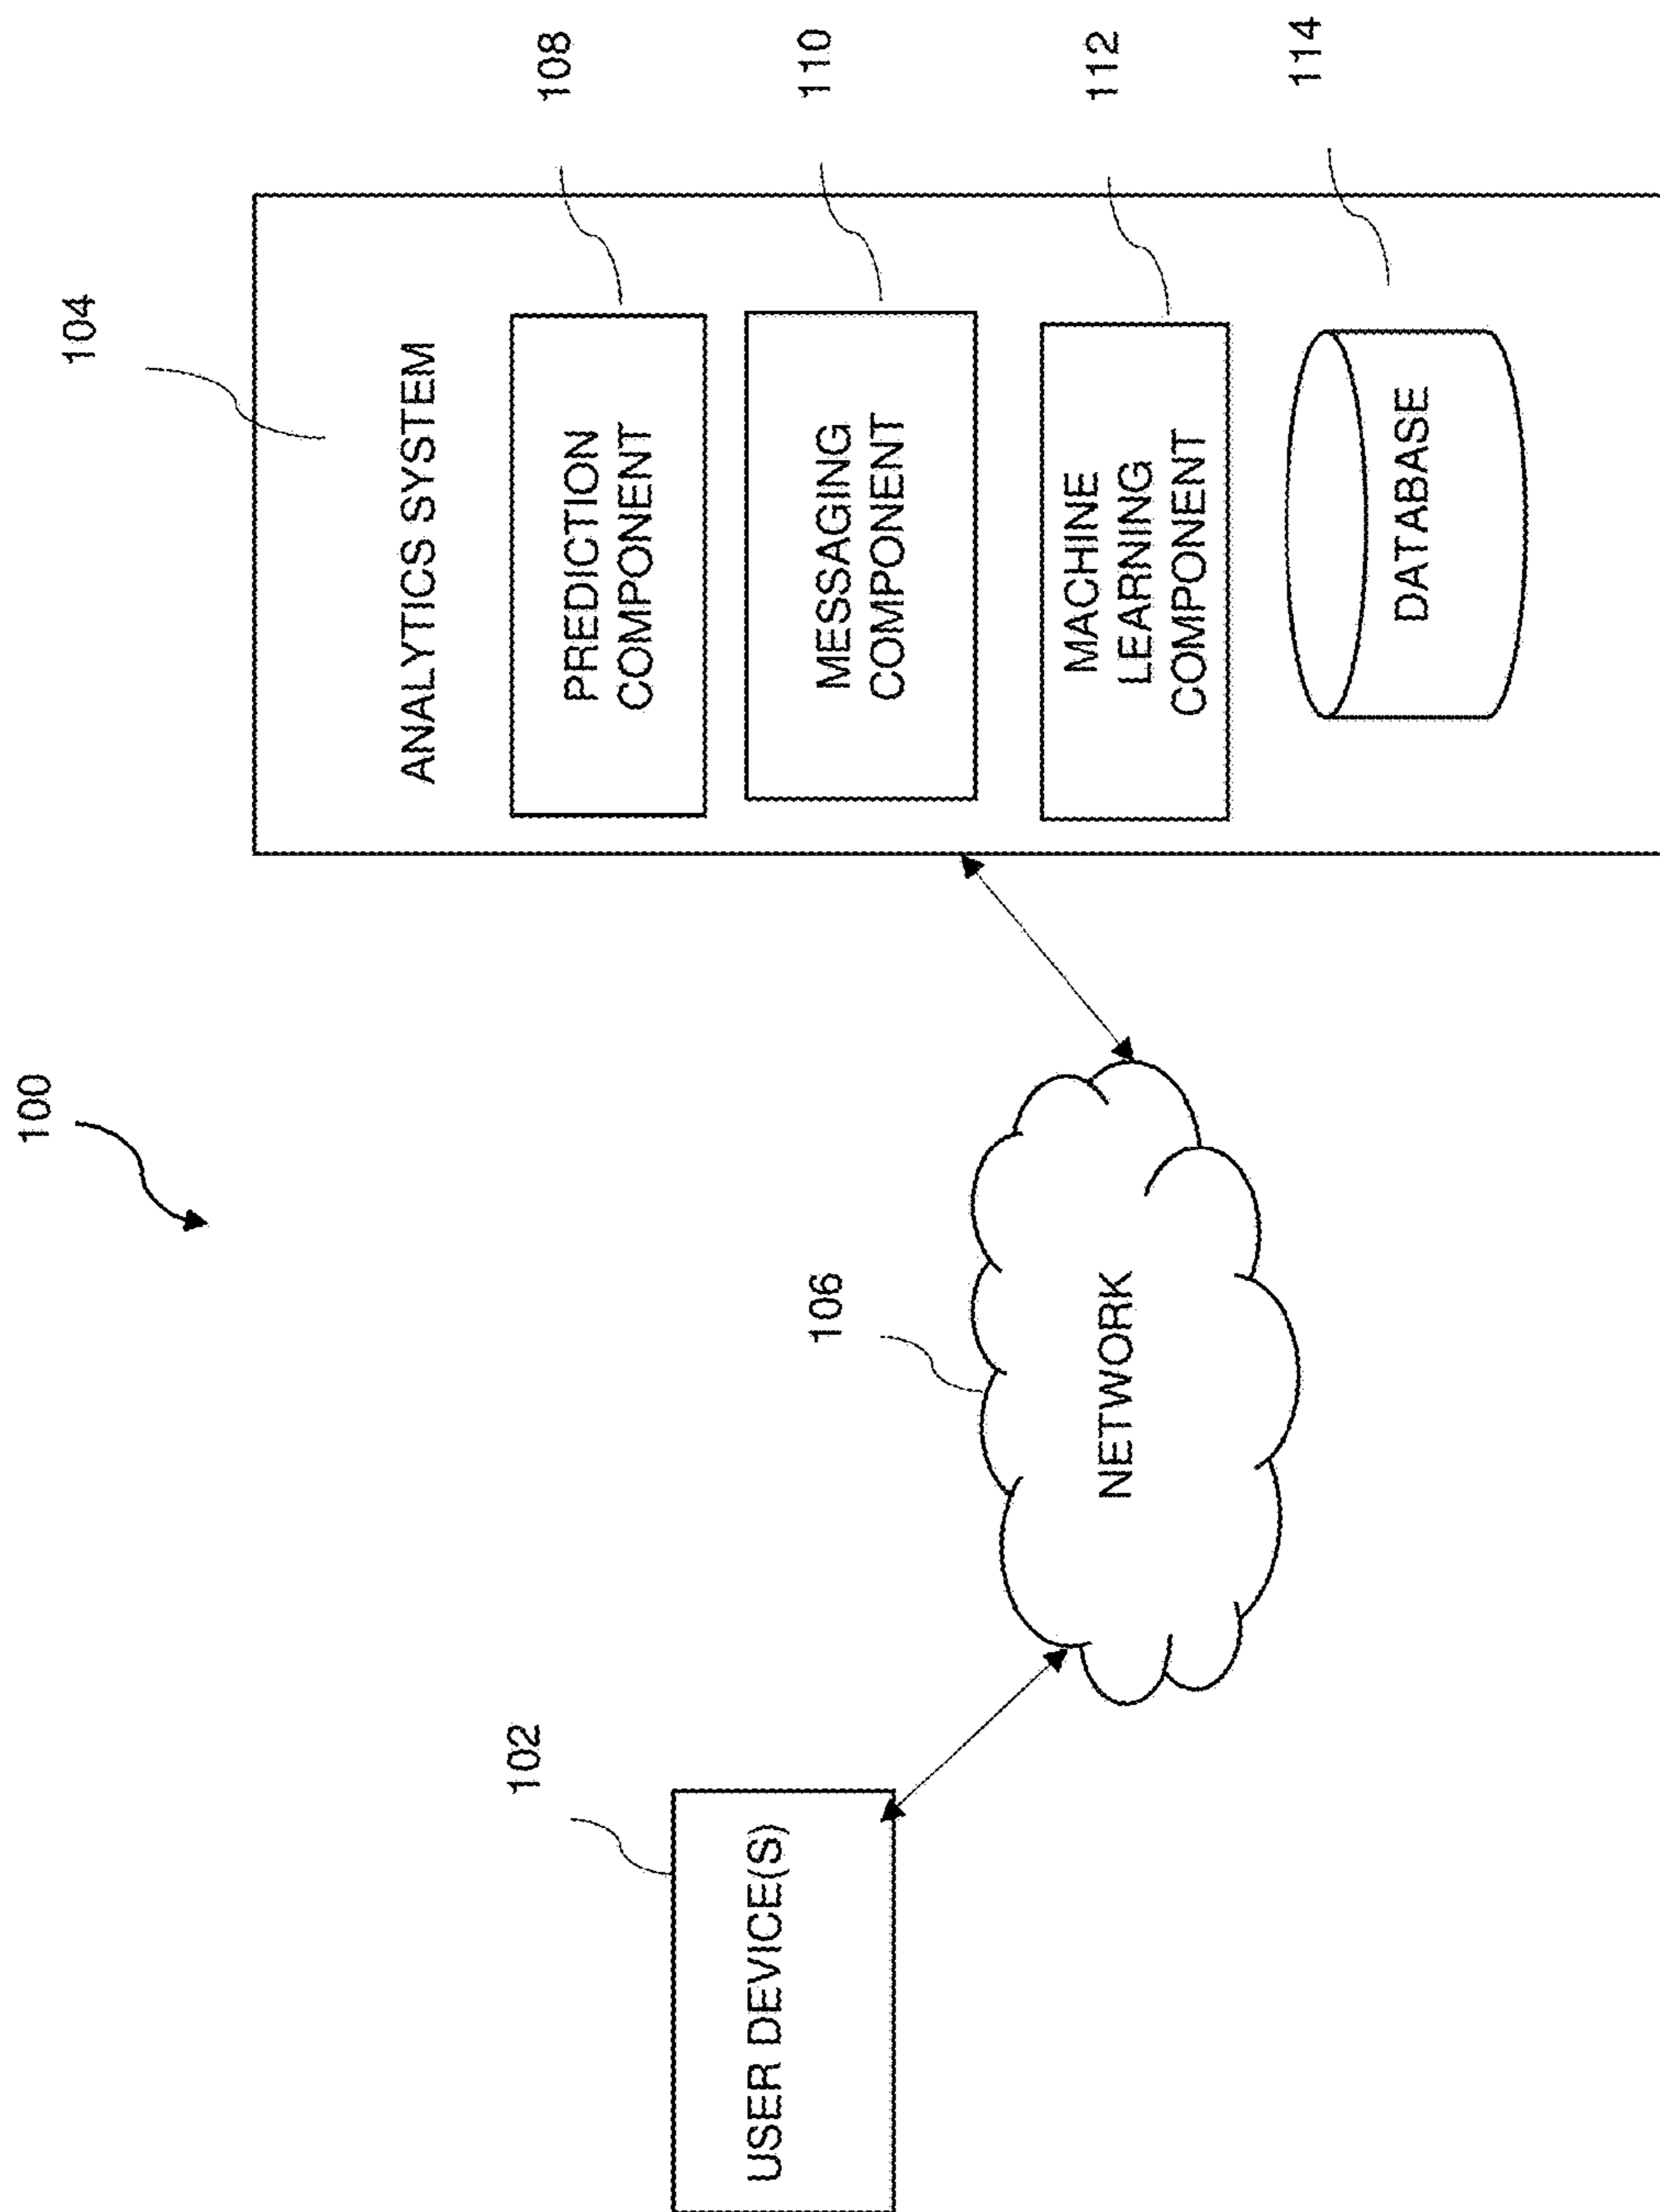 100
104
ANALYTICS SYSTEM
108
PREDICTION
COMPONENT
102
USER DEVICE(S)
106
NETWORK
110
MESSAGING
COMPONENT
112
MACHINE
LEARNING
COMPONENT
114
DATABASE